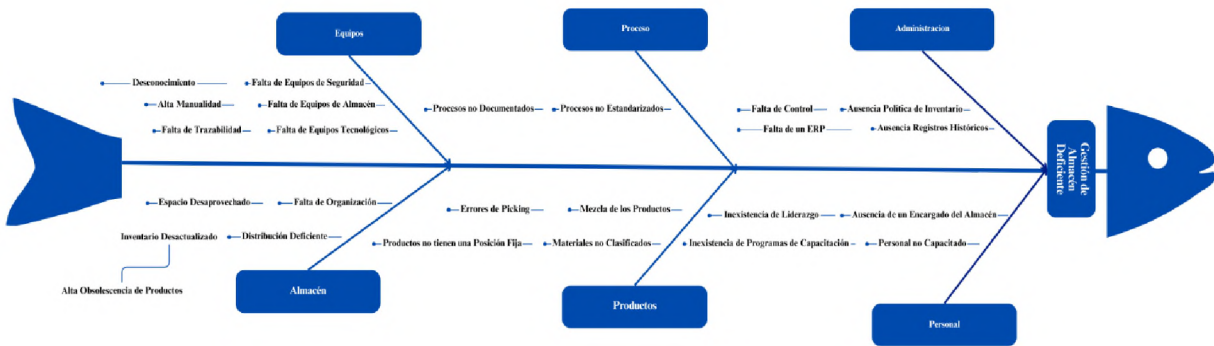 Equipos
Proceso
Administracion
Desconocimiento
Falta de Equipos de Seguridad
Alta Manualidad
Falta de Equipos de Almacén
Procesos no Documentados
Procesos no Estandarizados
Falta de Control
Ausencia Política de Inventario
Falta de Trazabilidad
Falta de Equipos Tecnológicos
Falta de un ERP
Ausencia Registros Históricos
Gestión de
Almacén
Deficiente
Espacio Desaprovechado
Falta de Organización
Errores de Picking
Mezcla de los Productos
Inexistencia de Liderazgo
Ausencia de un Encargado del Almacén
Inventario Desactualizado
Distribución Deficiente
Productos no tienen una Posición Fija
Materiales no Clasificados
Inexistencia de Programas de Capacitación
Personal no Capacitado
Alta Obsolescencia de Productos
Almacén
Productos
Personal